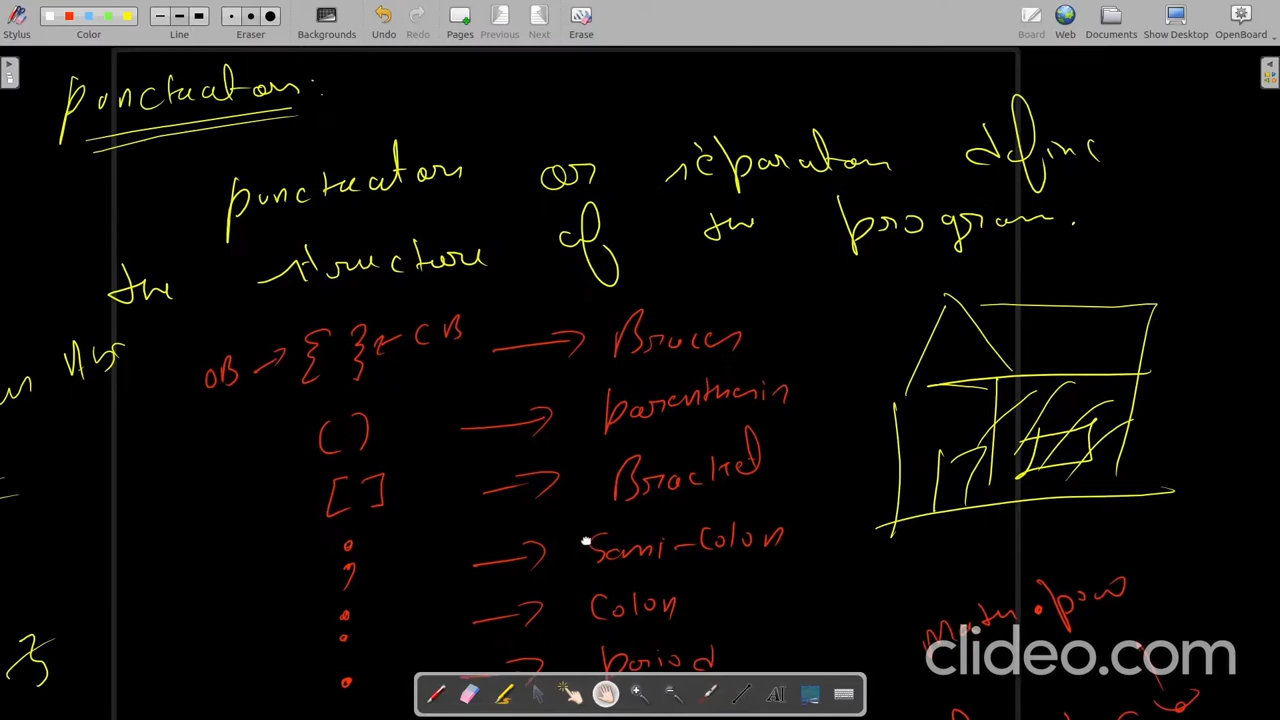 Stylus Color Line Eraser Backgrounds Undo Redo Pages Previous Next Erase Board Web Documents Show Desktop OpenBoard
punctuators:
punctuators or separators define
the structure of the program.
OB → { } ← CB → Braces
( ) → parenthesis
[ ] → Bracket
; → Semi-Colon
: → Colon
. → period
Math . pow
clideo.com